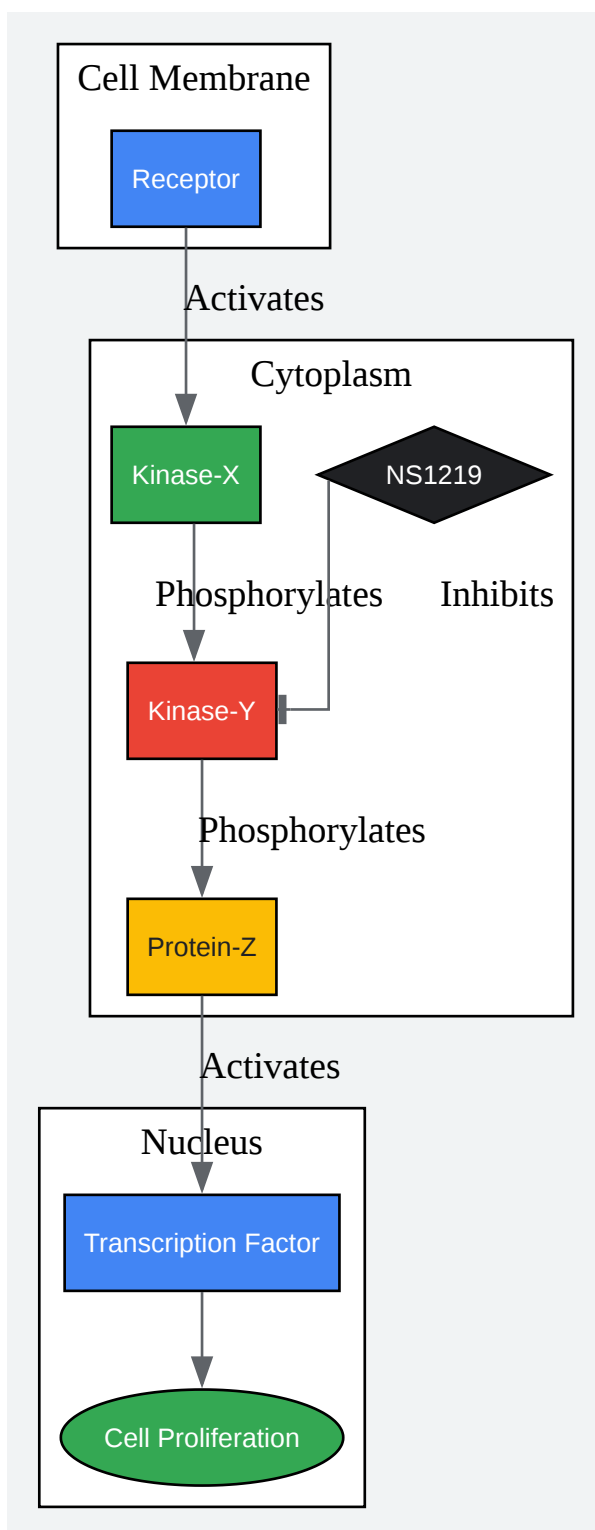 Cell Membrane
Receptor
Activates
Cytoplasm
Kinase-X
NS1219
Phosphorylates
Inhibits
Kinase-Y
Phosphorylates
Protein-Z
Activates
Nucleus
Transcription Factor
Cell Proliferation